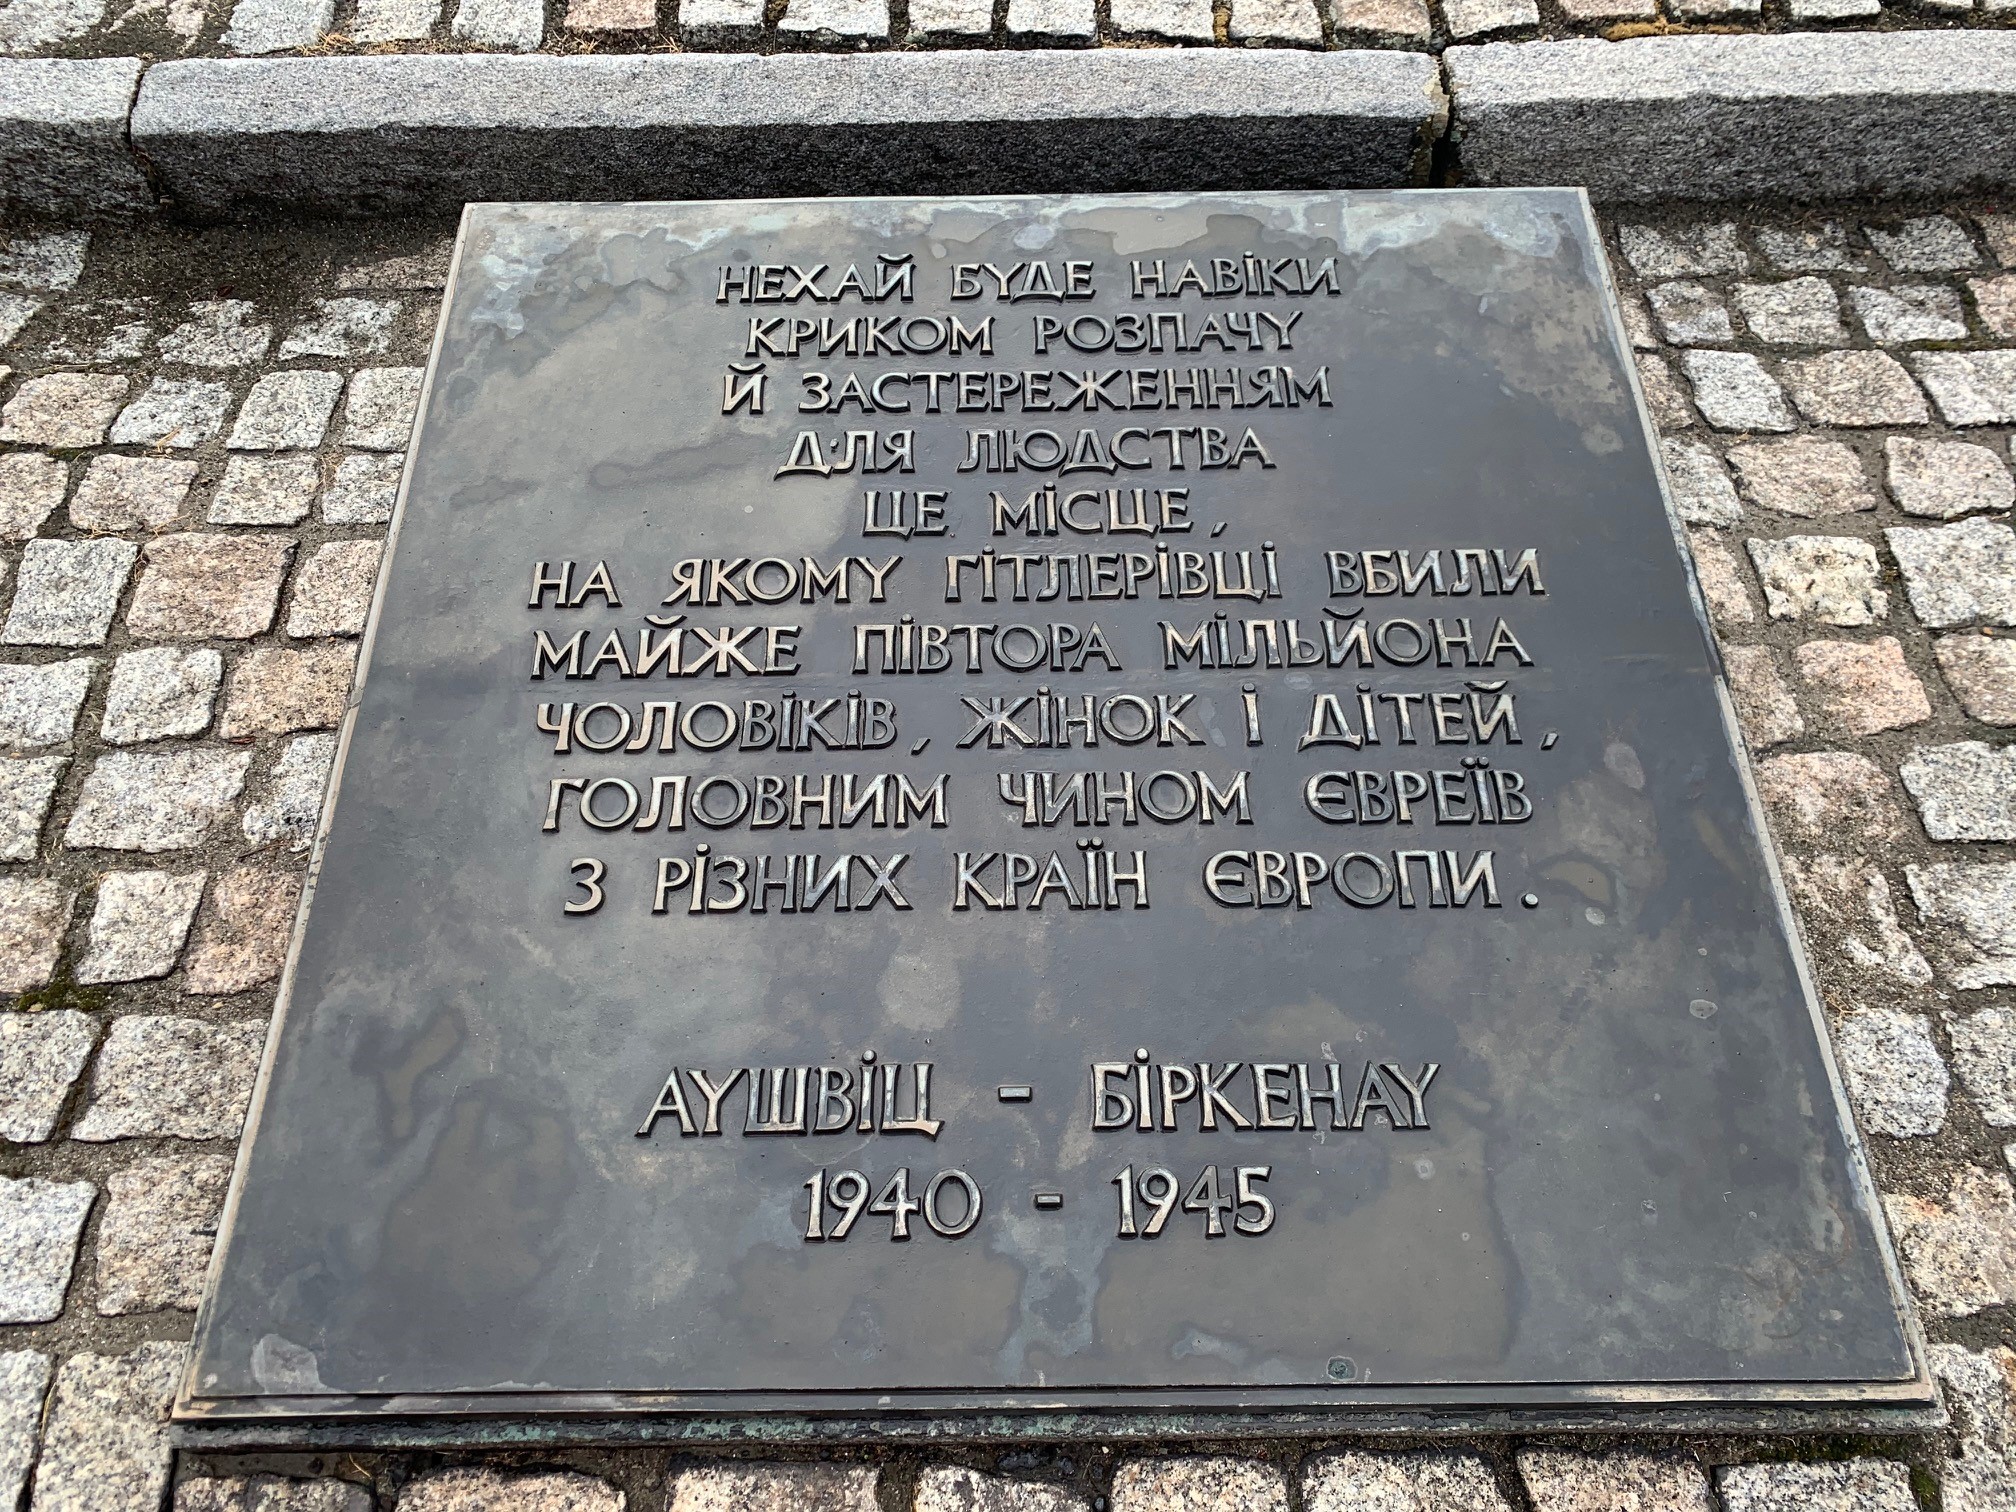 НЕХАЙ БУДЕ НАВІКИ
КРИКОМ РОЗПАЧУ
Й ЗАСТЕРЕЖЕННЯМ
ДЛЯ ЛЮДСТВА
ЦЕ МІСЦЕ,
НА ЯКОМУ ГІТЛЕРІВЦІ ВБИЛИ
МАЙЖЕ ПІВТОРА МІЛЬЙОНА
ЧОЛОВІКІВ, ЖІНОК І ДІТЕЙ,
ГОЛОВНИМ ЧИНОМ ЄВРЕЇВ
З РІЗНИХ КРАЇН ЄВРОПИ.
АУШВІЦ - БІРКЕНАУ
1940 - 1945